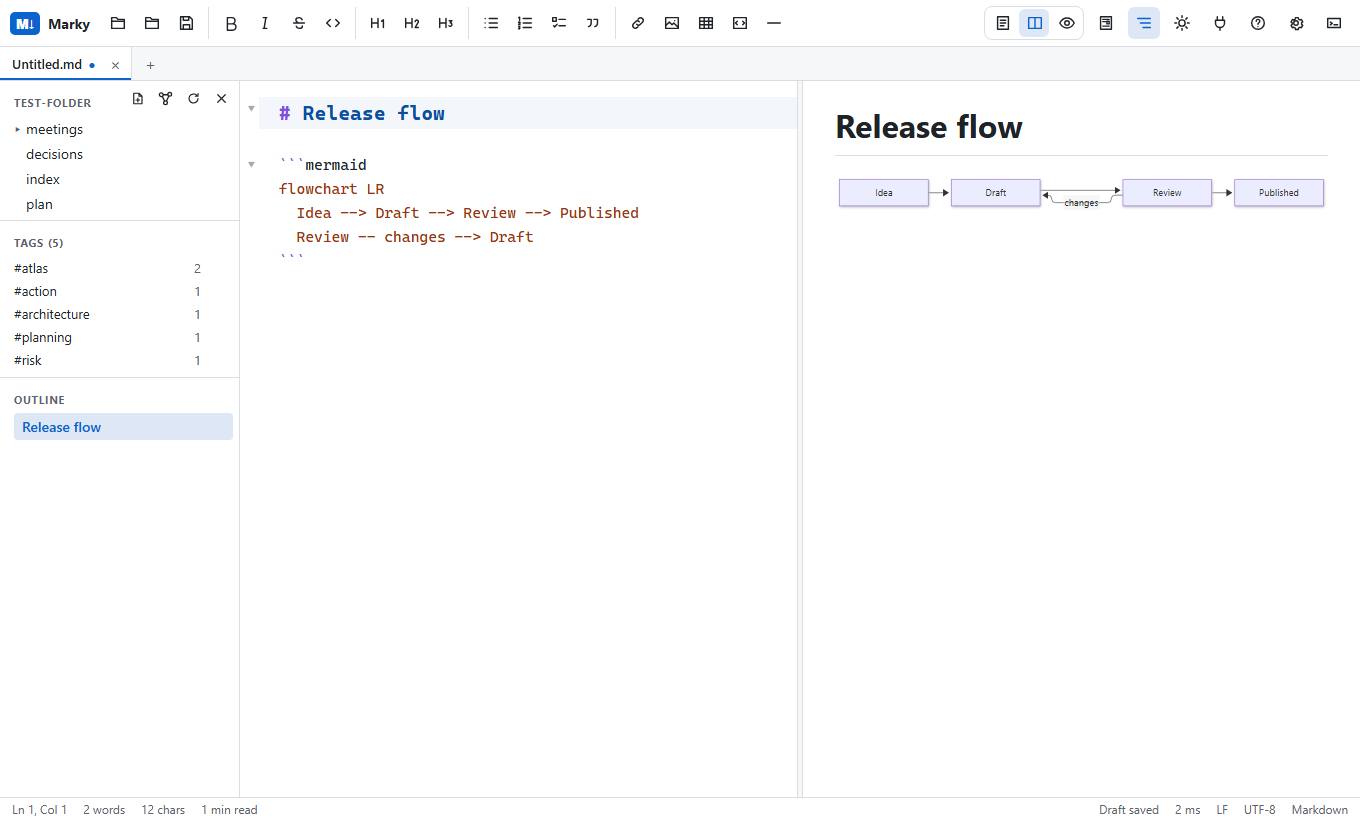 M↓ Marky B I S <> H1 H2 H3
Untitled.md
TEST-FOLDER
meetings
decisions
index
plan
TAGS (5)
#atlas 2
#action 1
#architecture 1
#planning 1
#risk 1
OUTLINE
Release flow
# Release flow
```mermaid
flowchart LR
Idea --> Draft --> Review --> Published
Review -- changes --> Draft
```
Release flow
Idea Draft Review Published
changes
Ln 1, Col 1 2 words 12 chars 1 min read Draft saved 2 ms LF UTF-8 Markdown